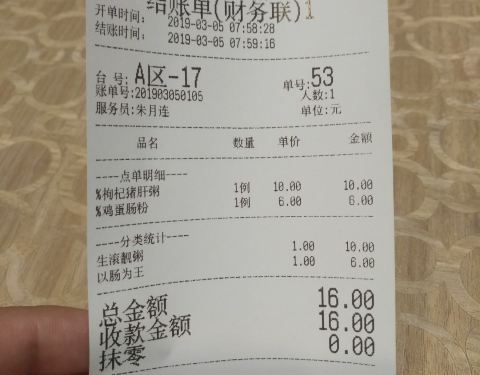 结账单(财务联)1
开单时间: 2019-03-05 07:58:28
结账时间: 2019-03-05 07:59:16
台号:A区-17 单号:53
账单号:201903050105 人数:1
服务员:朱月连 单位:元
品名 数量 单价 金额
----点单明细----
%枸杞猪肝粥 1例 10.00 10.00
%鸡蛋肠粉 1例 6.00 6.00
----分类统计----
生滚靓粥 1.00 10.00
以肠为王 1.00 6.00
总金额 16.00
收款金额 16.00
抹零 0.00